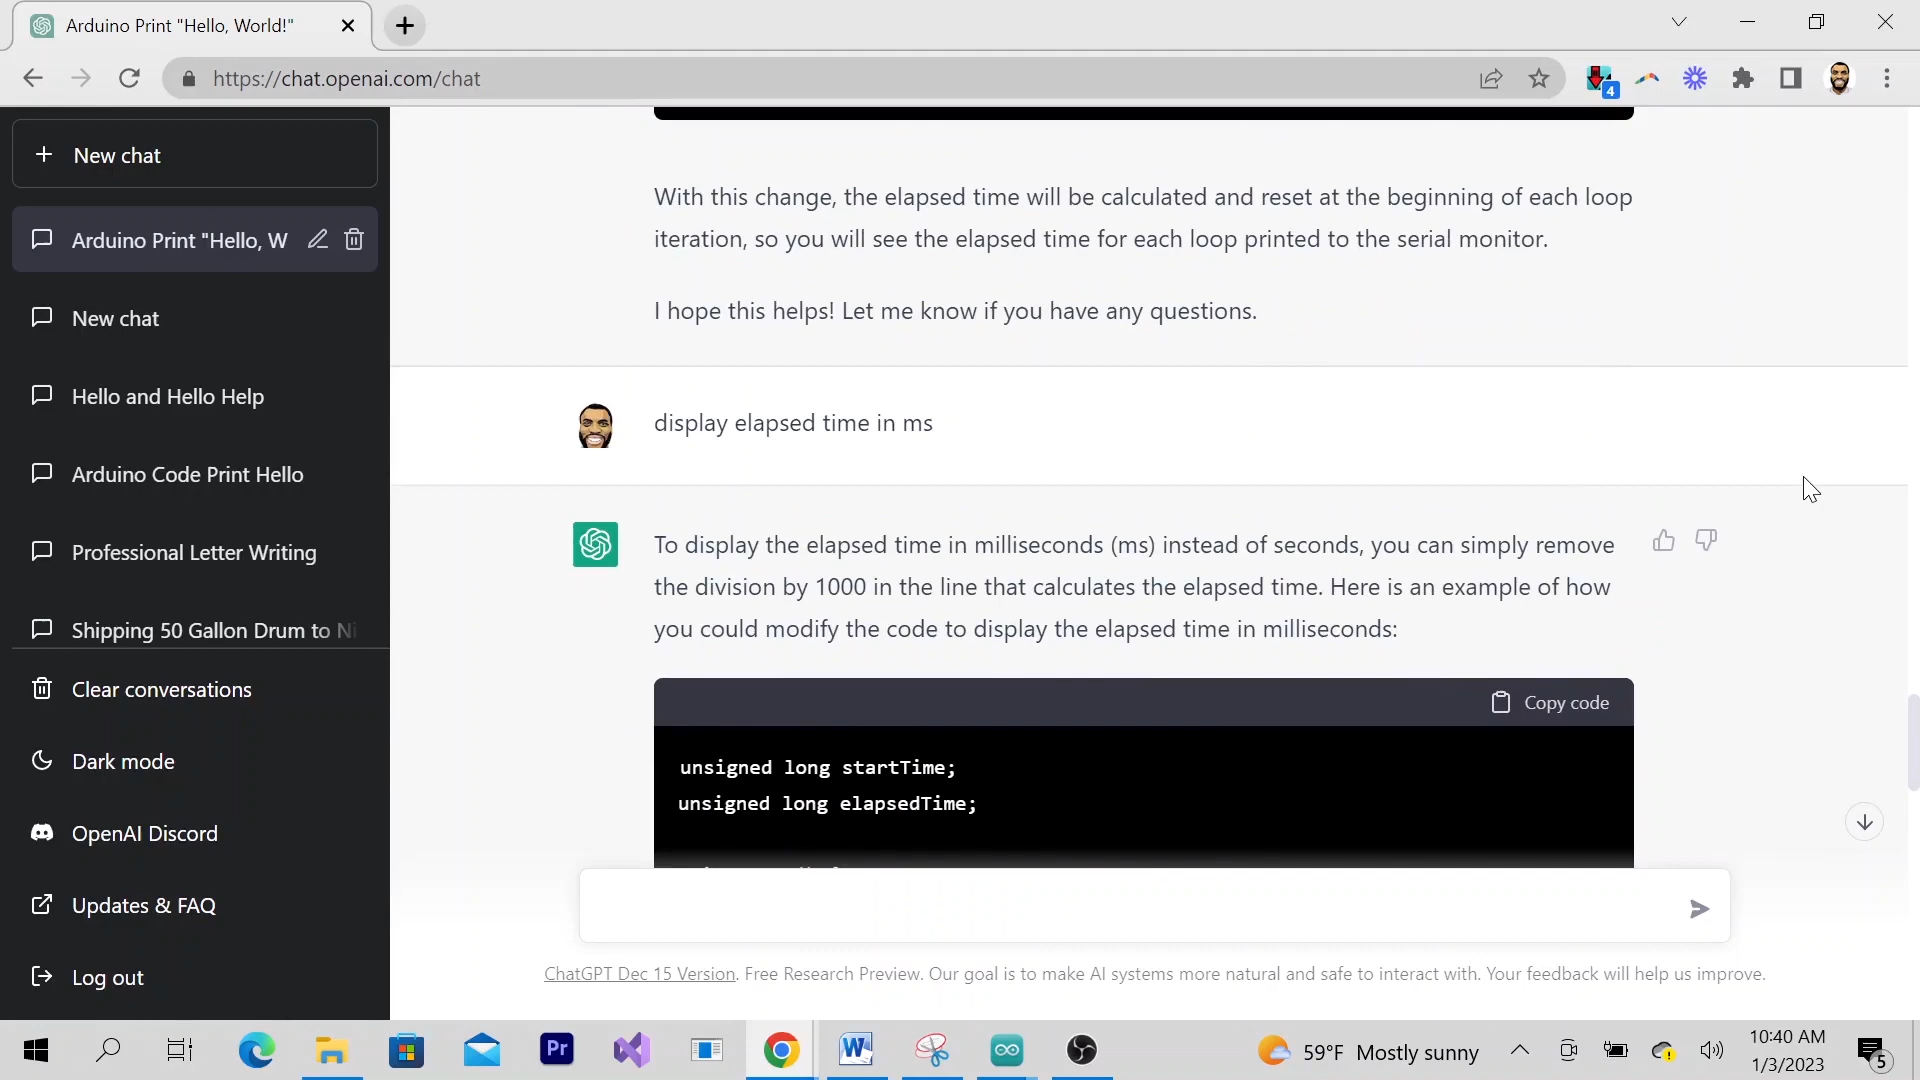 Arduino Print "Hello, World!"
https://chat.openai.com/chat
4
New chat
Arduino Print "Hello, W
New chat
Hello and Hello Help
Arduino Code Print Hello
Professional Letter Writing
Shipping 50 Gallon Drum to Ni
Clear conversations
Dark mode
OpenAI Discord
Updates & FAQ
Log out
With this change, the elapsed time will be calculated and reset at the beginning of each loop
iteration, so you will see the elapsed time for each loop printed to the serial monitor.
I hope this helps! Let me know if you have any questions.
display elapsed time in ms
To display the elapsed time in milliseconds (ms) instead of seconds, you can simply remove
the division by 1000 in the line that calculates the elapsed time. Here is an example of how
you could modify the code to display the elapsed time in milliseconds:
Copy code
unsigned long startTime;
unsigned long elapsedTime;
ChatGPT Dec 15 Version. Free Research Preview. Our goal is to make AI systems more natural and safe to interact with. Your feedback will help us improve.
Pr
W
59°F Mostly sunny
10:40 AM
1/3/2023
5